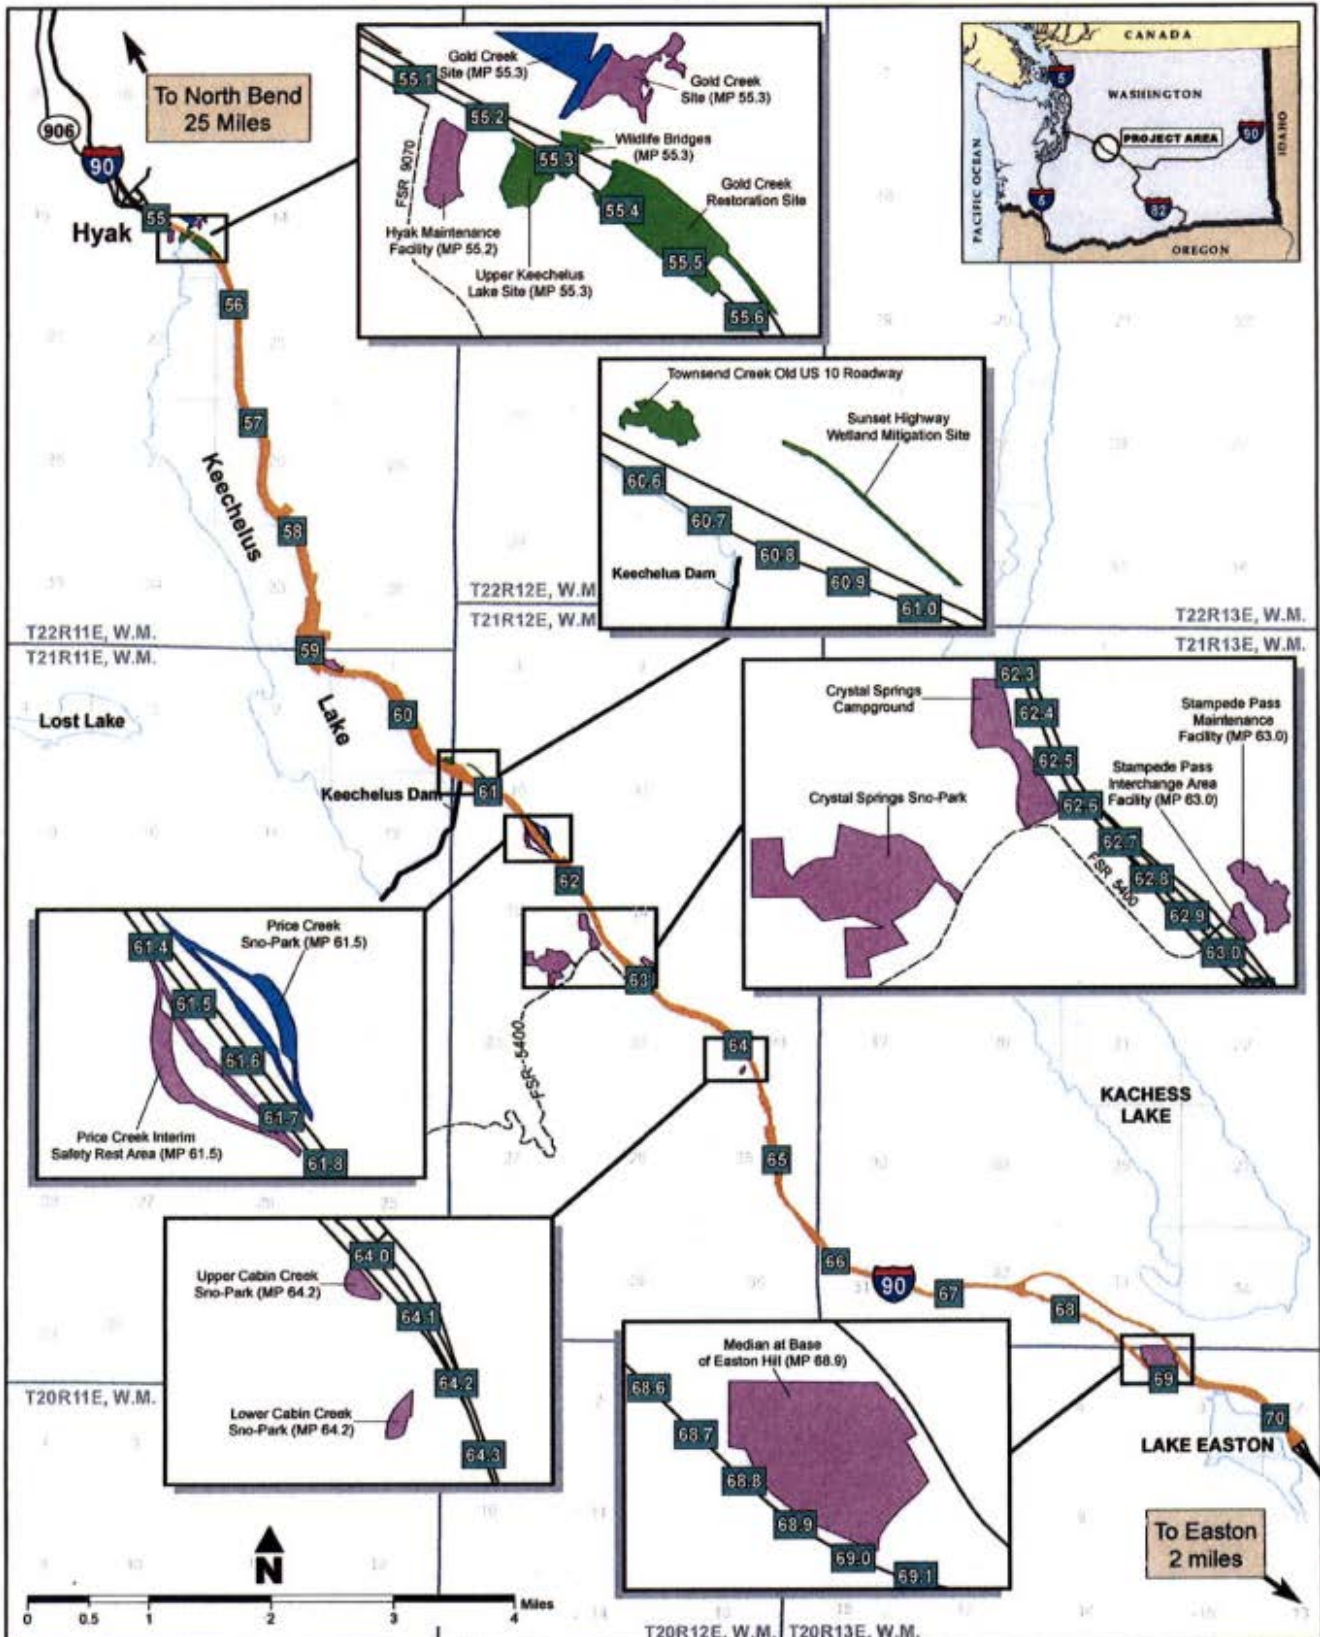 To North Bend
25 Miles
906
90
Hyak
55
56
57
58
59
60
61
62
63
64
65
66
90
67
68
69
70
Keechelus
Lake
Lost Lake
Keechelus Dam
FSR 5400
KACHESS
LAKE
LAKE EASTON
To Easton
2 miles
T22R11E, W.M.
T21R11E, W.M.
T22R12E, W.M
T21R12E, W.M
T22R13E, W.M.
T21R13E, W.M.
T20R11E, W.M.
T20R12E, W.M.
T20R13E, W.M.
Gold Creek
Site (MP 55.3)
Gold Creek
Site (MP 55.3)
55.1
55.2
Wildlife Bridges
(MP 55.3)
55.3
FSR 9070
Gold Creek
Restoration Site
55.4
Hyak Maintenance
Facility (MP 55.2)
55.5
Upper Keechelus
Lake Site (MP 55.3)
55.6
CANADA
5
WASHINGTON
PROJECT AREA
90
IDAHO
PACIFIC OCEAN
5
82
OREGON
Townsend Creek Old US 10 Roadway
Sunset Highway
Wetland Mitigation Site
60.6
60.7
60.8
Keechelus Dam
60.9
61.0
62.3
Crystal Springs
Campground
62.4
Stampede Pass
Maintenance
Facility (MP 63.0)
62.5
Stampede Pass
Interchange Area
Facility (MP 63.0)
Crystal Springs Sno-Park
62.6
62.7
FSR 5400
62.8
62.9
63.0
Price Creek
Sno-Park (MP 61.5)
61.4
61.5
61.6
61.7
Price Creek Interim
Safety Rest Area (MP 61.5)
61.8
64.0
Upper Cabin Creek
Sno-Park (MP 64.2)
64.1
64.2
Lower Cabin Creek
Sno-Park (MP 64.2)
64.3
Median at Base
of Easton Hill (MP 68.9)
68.6
68.7
68.8
68.9
69.0
69.1
N
0 0.5 1 2 3 4 Miles